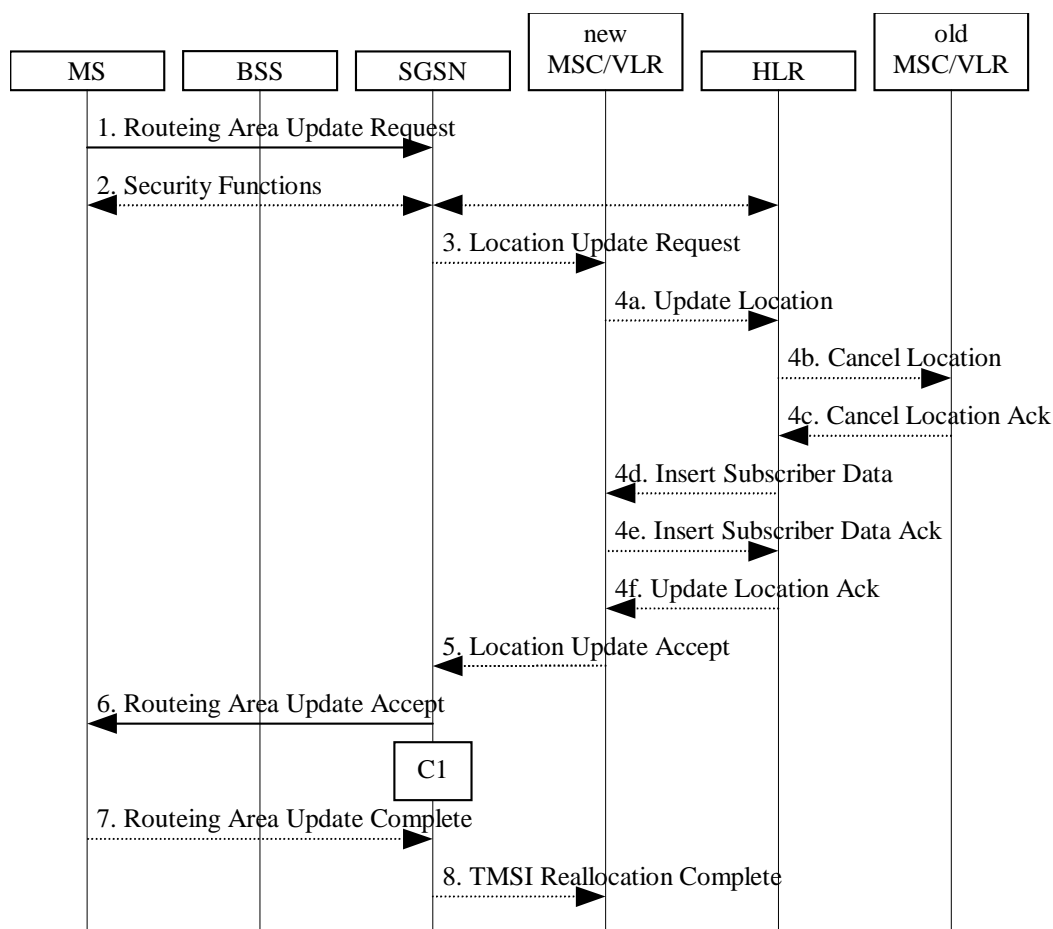 new
old
MS
BSS
SGSN
MSC/VLR
HLR
MSC/VLR
1. Routeing Area Update Request
2. Security Functions
3. Location Update Request
4a. Update Location
4b. Cancel Location
4c. Cancel Location Ack
4d. Insert Subscriber Data
4e. Insert Subscriber Data Ack
4f. Update Location Ack
5. Location Update Accept
6. Routeing Area Update Accept
C1
7. Routeing Area Update Complete
8. TMSI Reallocation Complete